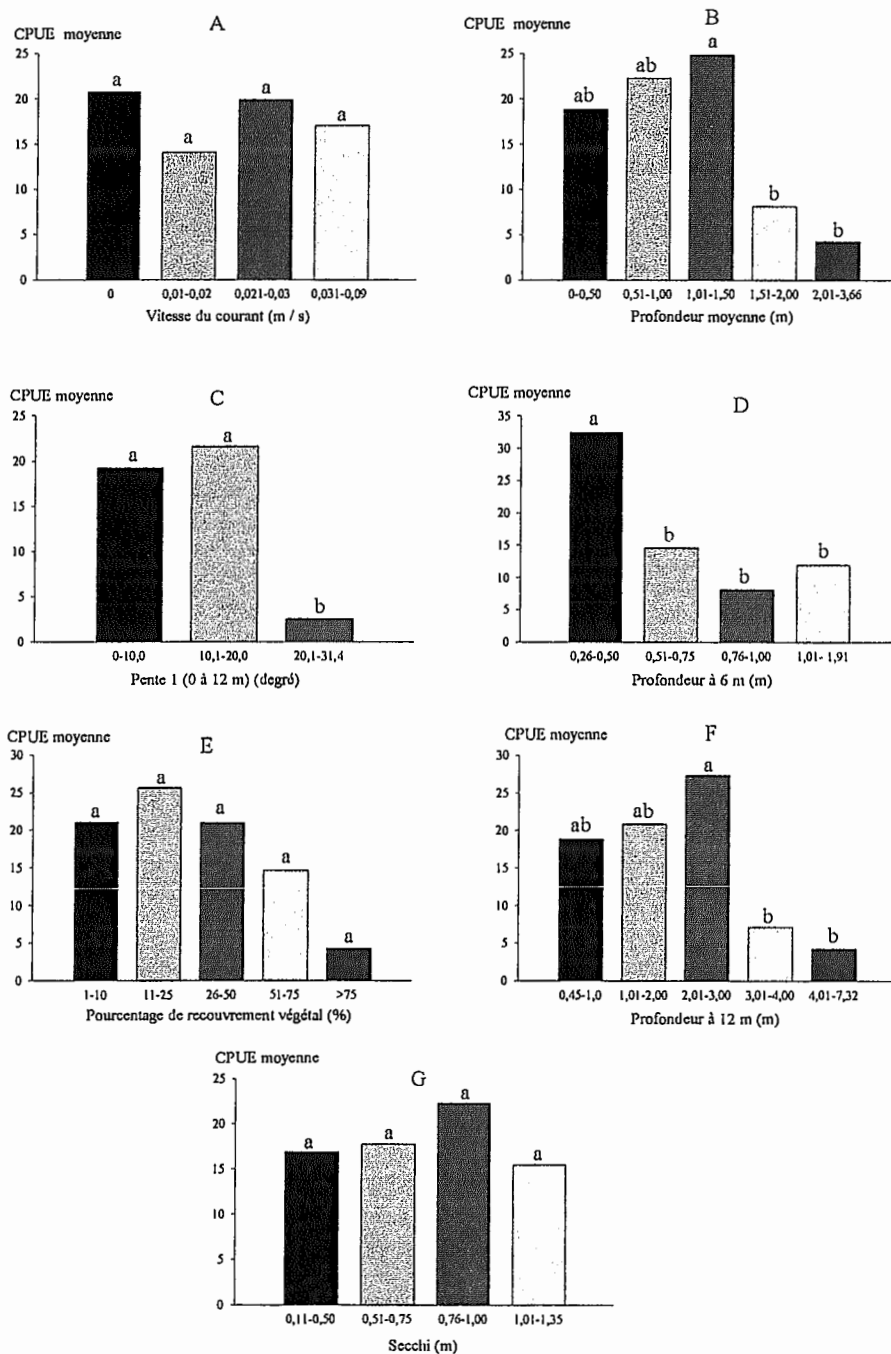 A
CPUE moyenne
25
20
15
10
5
0
a
a
a
a
0
0,01-0,02
0,021-0,03
0,031-0,09
Vitesse du courant (m / s)
B
CPUE moyenne
25
20
15
10
5
0
ab
ab
a
b
b
0-0,50
0,51-1,00
1,01-1,50
1,51-2,00
2,01-3,66
Profondeur moyenne (m)
C
CPUE moyenne
25
20
15
10
5
0
a
a
b
0-10,0
10,1-20,0
20,1-31,4
Pente 1 (0 à 12 m) (degré)
D
CPUE moyenne
35
30
25
20
15
10
5
0
a
b
b
b
0,26-0,50
0,51-0,75
0,76-1,00
1,01- 1,91
Profondeur à 6 m (m)
E
CPUE moyenne
30
25
20
15
10
5
0
a
a
a
a
a
1-10
11-25
26-50
51-75
>75
Pourcentage de recouvrement végétal (%)
F
CPUE moyenne
30
25
20
15
10
5
0
ab
ab
a
b
b
0,45-1,0
1,01-2,00
2,01-3,00
3,01-4,00
4,01-7,32
Profondeur à 12 m (m)
G
CPUE moyenne
25
20
15
10
5
0
a
a
a
a
0,11-0,50
0,51-0,75
0,76-1,00
1,01-1,35
Secchi (m)